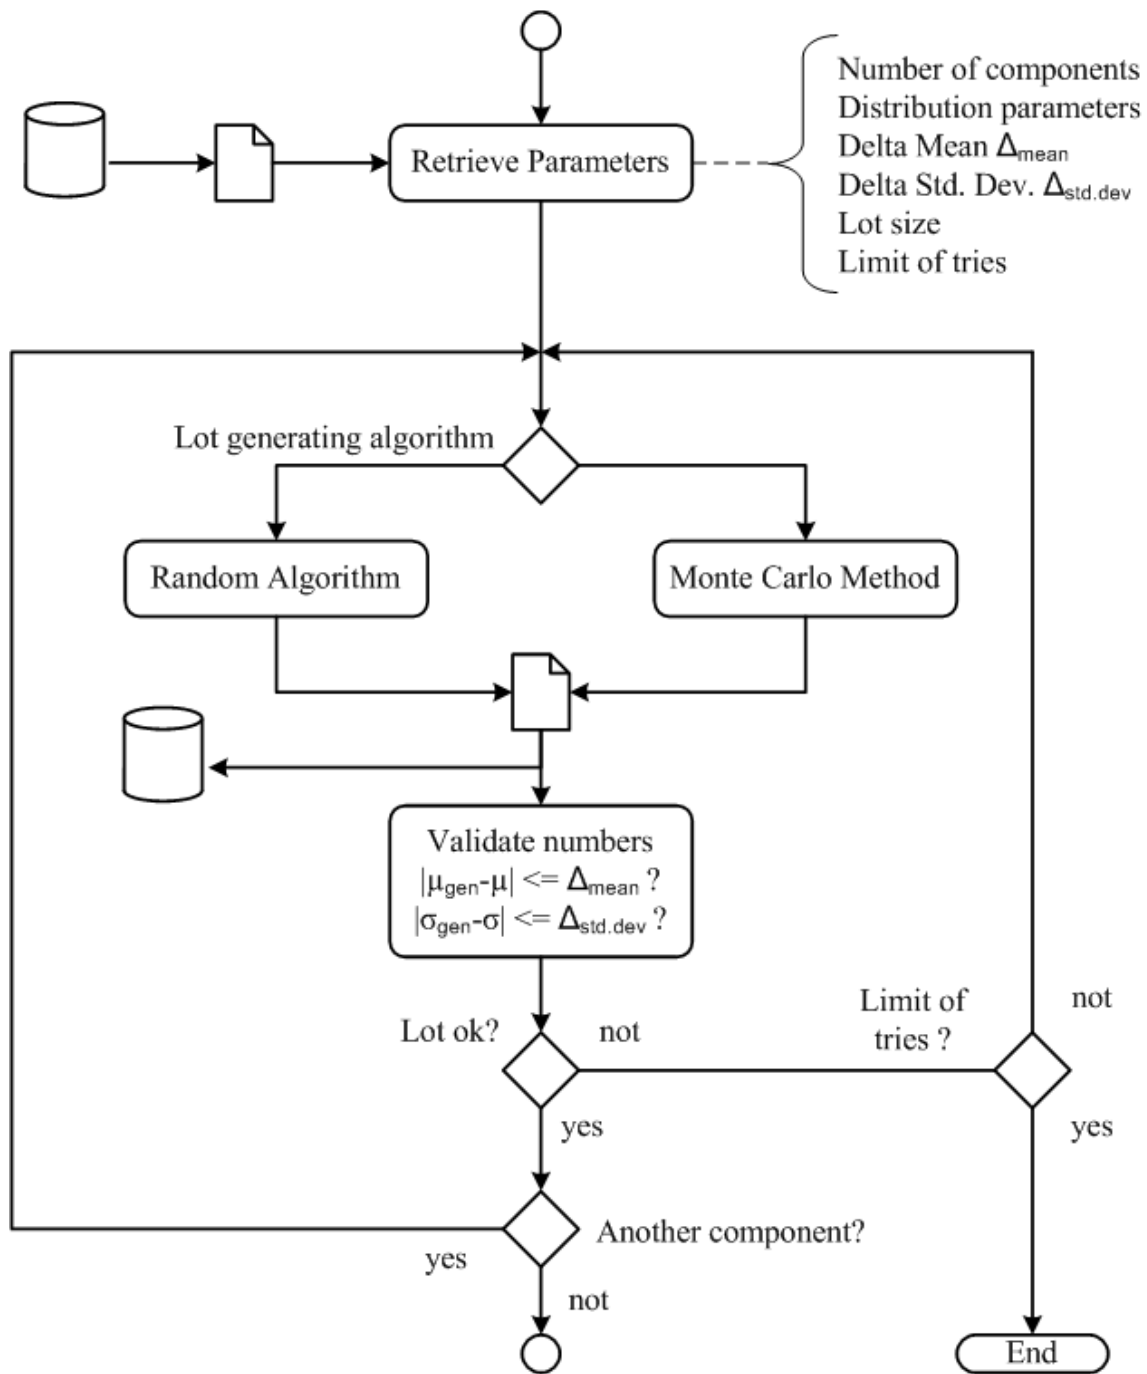 Retrieve Parameters
Number of components
Distribution parameters
Delta Mean Δmean
Delta Std. Dev. Δstd.dev
Lot size
Limit of tries
Lot generating algorithm
Random Algorithm
Monte Carlo Method
Validate numbers
|μgen-μ| <= Δmean ?
|σgen-σ| <= Δstd.dev ?
Lot ok?
not
Limit of
tries ?
not
yes
yes
Another component?
yes
not
End